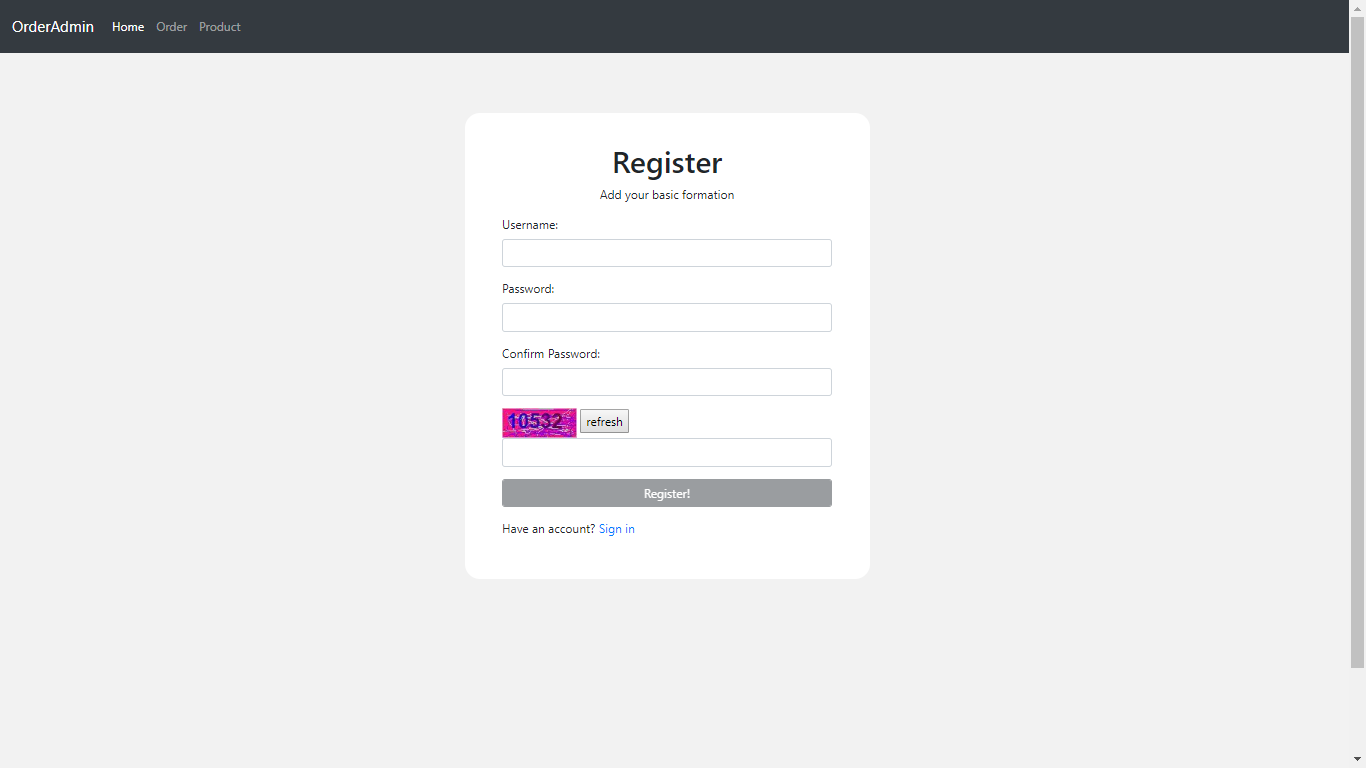 OrderAdmin Home Order Product
Register
Add your basic formation
Username:
Password:
Confirm Password:
10532 refresh
Register!
Have an account? Sign in